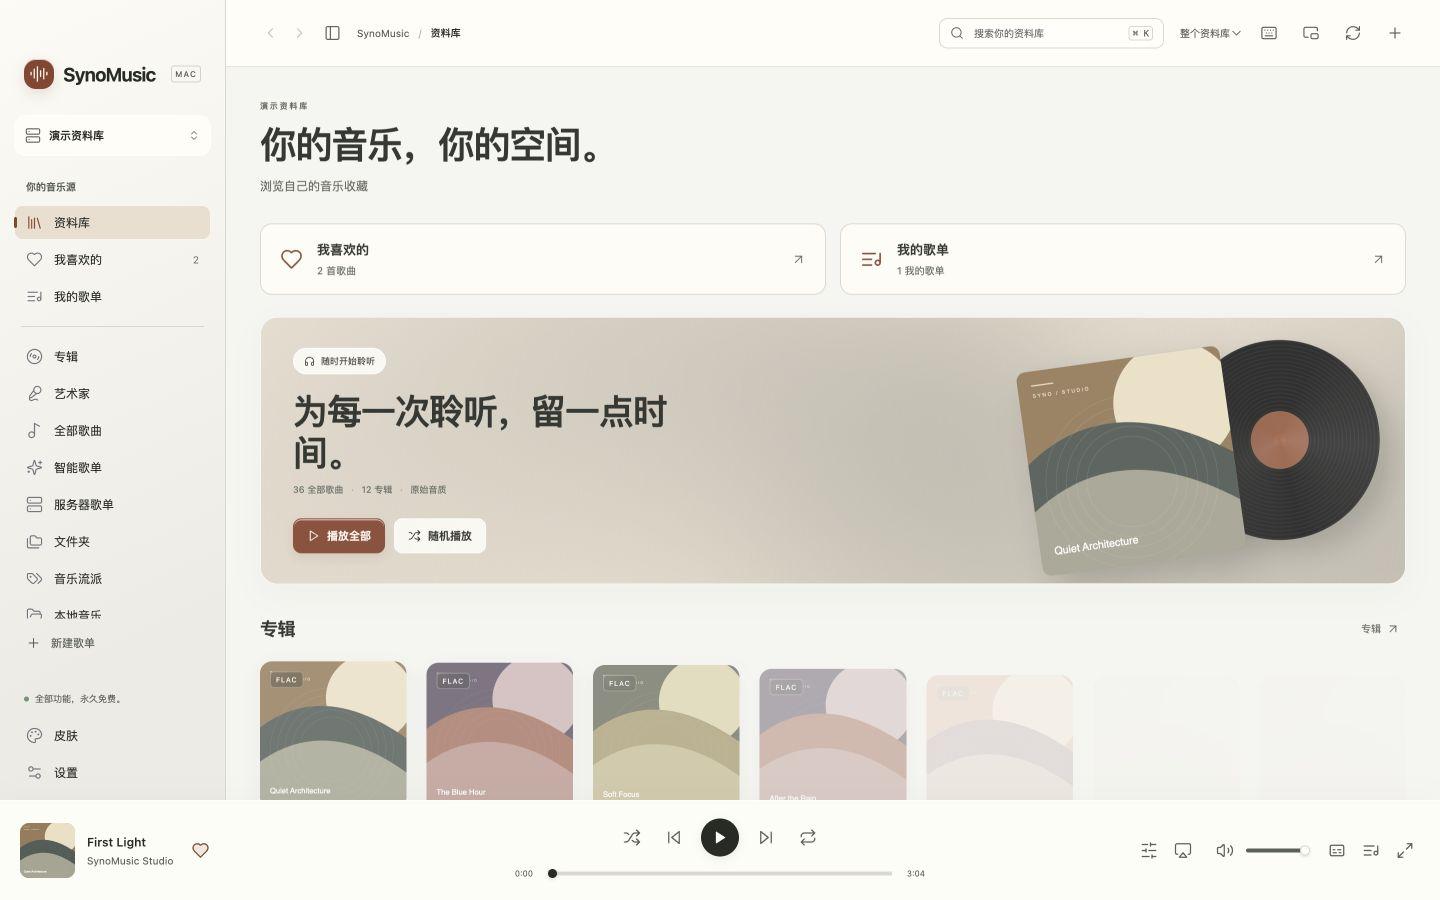 SynoMusic / 资料库
搜索你的资料库
⌘ K
整个资料库
SynoMusic
MAC
演示资料库
你的音乐源
资料库
我喜欢的
2
我的歌单
专辑
艺术家
全部歌曲
智能歌单
服务器歌单
文件夹
音乐流派
本地音乐
新建歌单
全部功能，永久免费。
皮肤
设置
演示资料库
你的音乐，你的空间。
浏览自己的音乐收藏
我喜欢的
2 首歌曲
我的歌单
1 我的歌单
随时开始聆听
为每一次聆听，留一点时
间。
36 全部歌曲 · 12 专辑 · 原始音质
播放全部
随机播放
SYNO / STUDIO
Quiet Architecture
专辑
专辑
FLAC
Quiet Architecture
FLAC
The Blue Hour
FLAC
Soft Focus
FLAC
After the Rain
FLAC
First Light
SynoMusic Studio
0:00
3:04